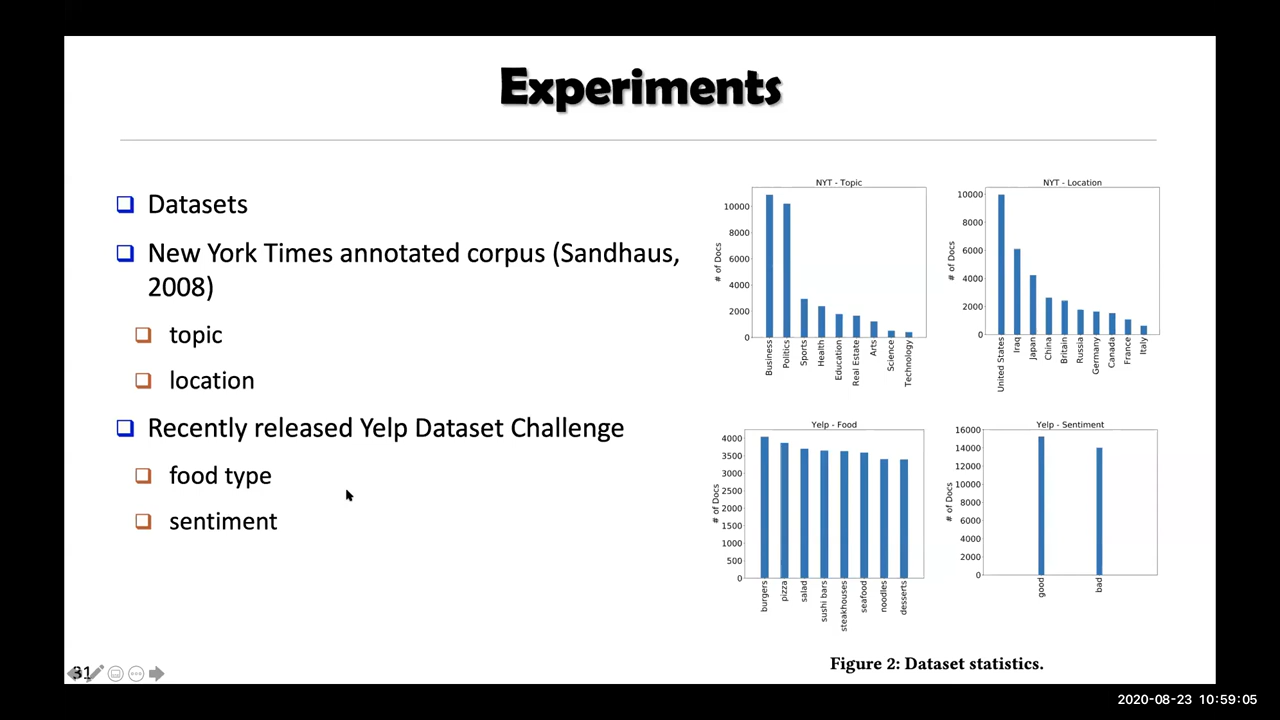 Experiments
Datasets
New York Times annotated corpus (Sandhaus,
2008)
topic
location
Recently released Yelp Dataset Challenge
food type
sentiment
NYT - Topic
# of Docs
10000
8000
6000
4000
2000
0
Business
Politics
Sports
Health
Education
Real Estate
Arts
Science
Technology
NYT - Location
# of Docs
10000
8000
6000
4000
2000
0
United States
Iraq
Japan
China
Britain
Russia
Germany
Canada
France
Italy
Yelp - Food
# of Docs
4000
3500
3000
2500
2000
1500
1000
500
0
burgers
pizza
salad
sushi bars
steakhouses
seafood
noodles
desserts
Yelp - Sentiment
# of Docs
16000
14000
12000
10000
8000
6000
4000
2000
0
good
bad
Figure 2: Dataset statistics.
31
2020-08-23 10:59:05